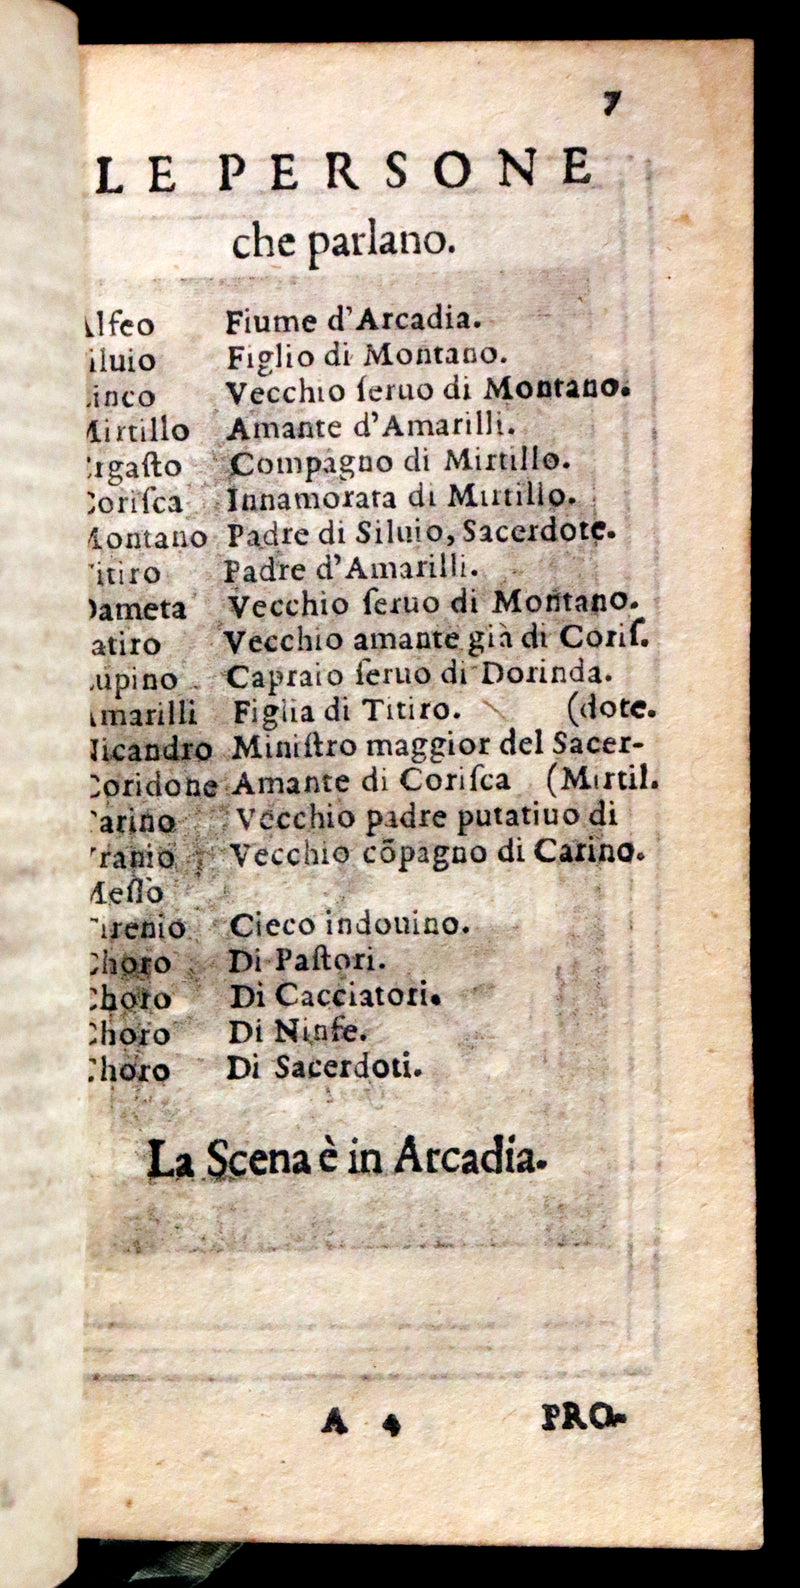 7
LE PERSONE
che parlano.
lfeo Fiume d'Arcadia.
iluio Figlio di Montano.
inco Vecchio ſeruo di Montano.
Mirtillo Amante d'Amarilli.
rgaſto Compagno di Mirtillo.
Coriſca Innamorata di Mirtillo.
Montano Padre di Siluio, Sacerdote.
itiro Padre d'Amarilli.
Dameta Vecchio ſeruo di Montano.
atiro Vecchio amante già di Coriſ.
upino Capraio ſeruo di Dorinda.
marilli Figlia di Titiro. (dote.
Nicandro Miniſtro maggior del Sacer-
Coridone Amante di Coriſca (Mirtil.
arino Vecchio padre putatiuo di
ranio Vecchio cõpagno di Carino.
Meſſo
irenio Cieco indouino.
Choro Di Paſtori.
Choro Di Cacciatori.
Choro Di Ninfe.
Choro Di Sacerdoti.
La Scena è in Arcadia.
A 4 PRO-